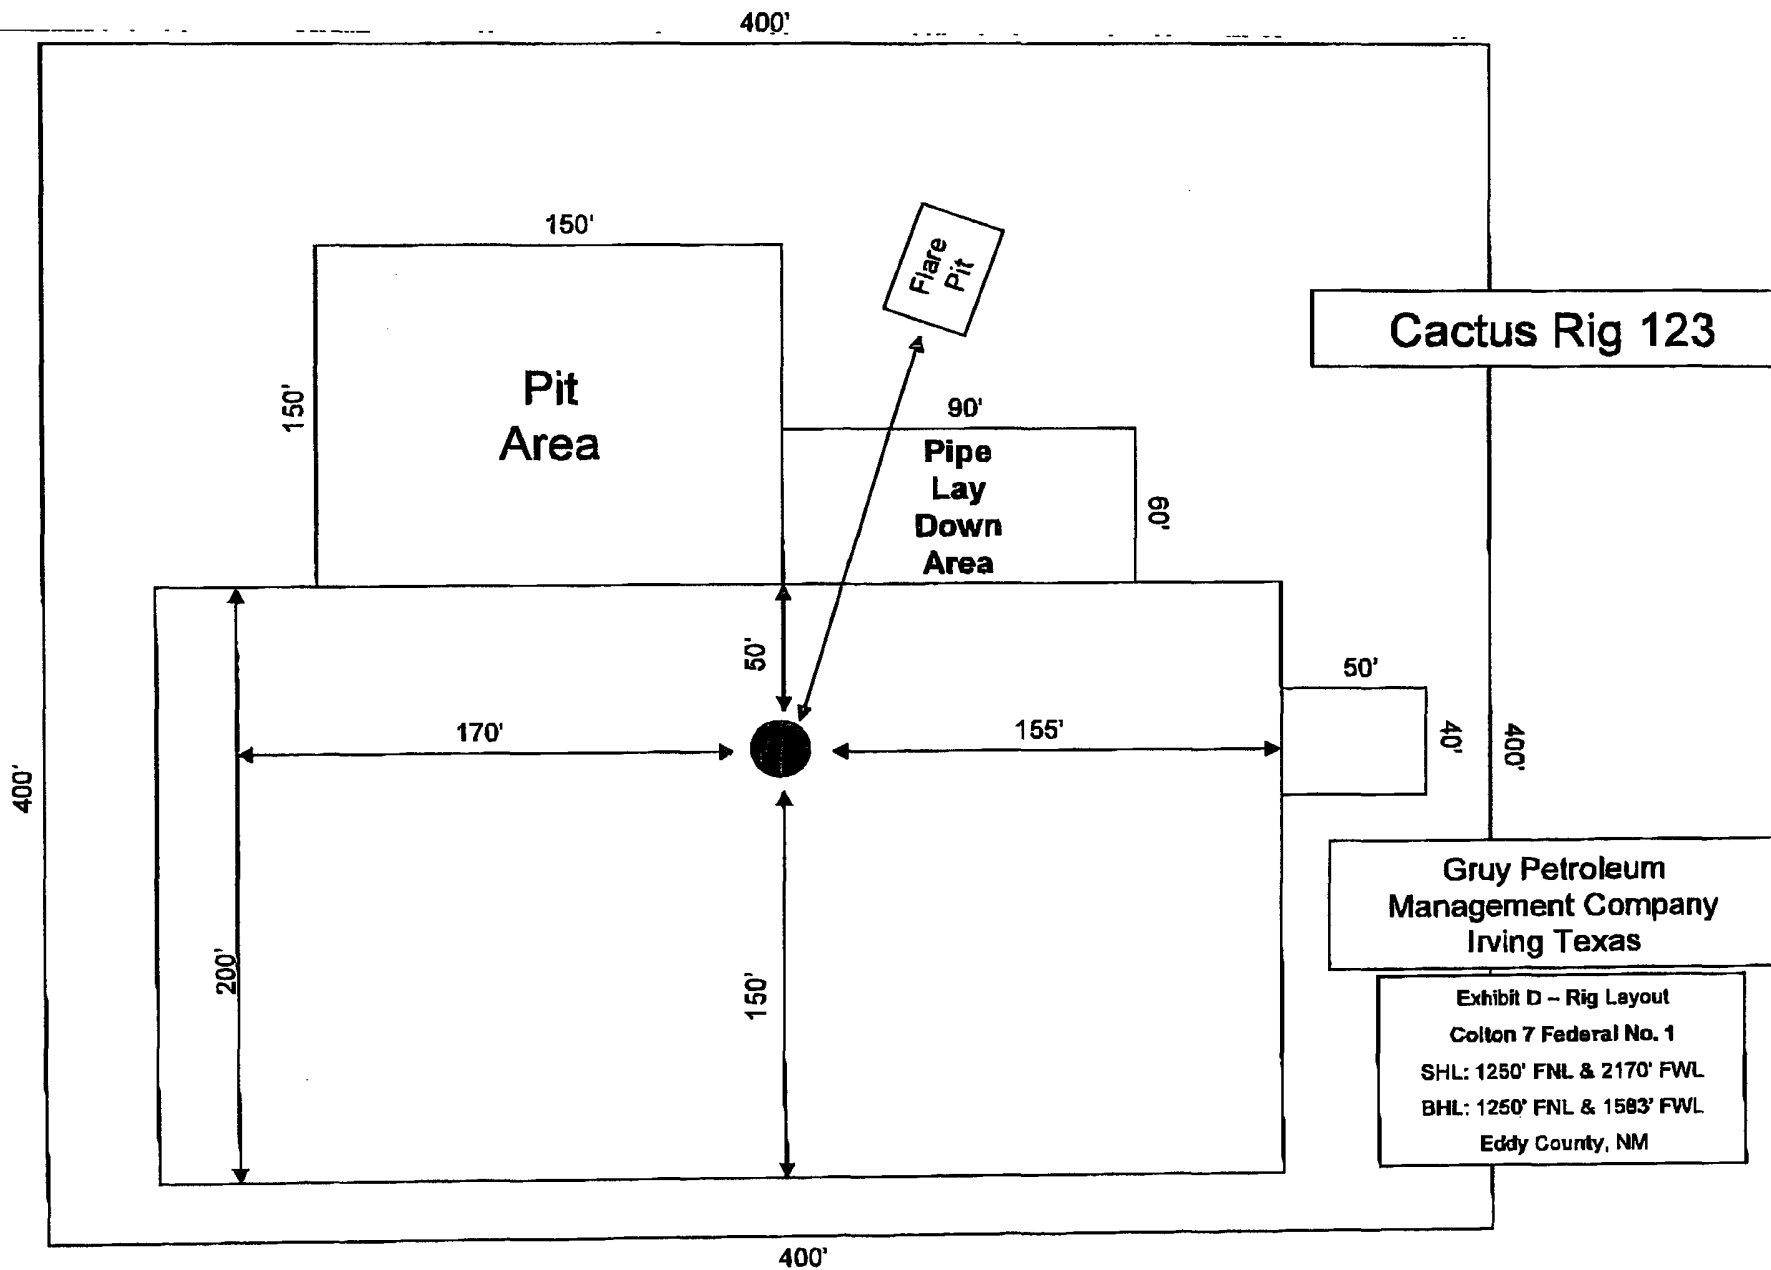 400'
150'
Flare
Pit
Cactus Rig 123
150'
Pit
Area
90'
Pipe
Lay
Down
Area
60'
50'
50'
170'
155'
40'
400'
400'
200'
150'
Gruy Petroleum
Management Company
Irving Texas
Exhibit D – Rig Layout
Colton 7 Federal No. 1
SHL: 1250' FNL & 2170' FWL
BHL: 1250' FNL & 1583' FWL
Eddy County, NM
400'